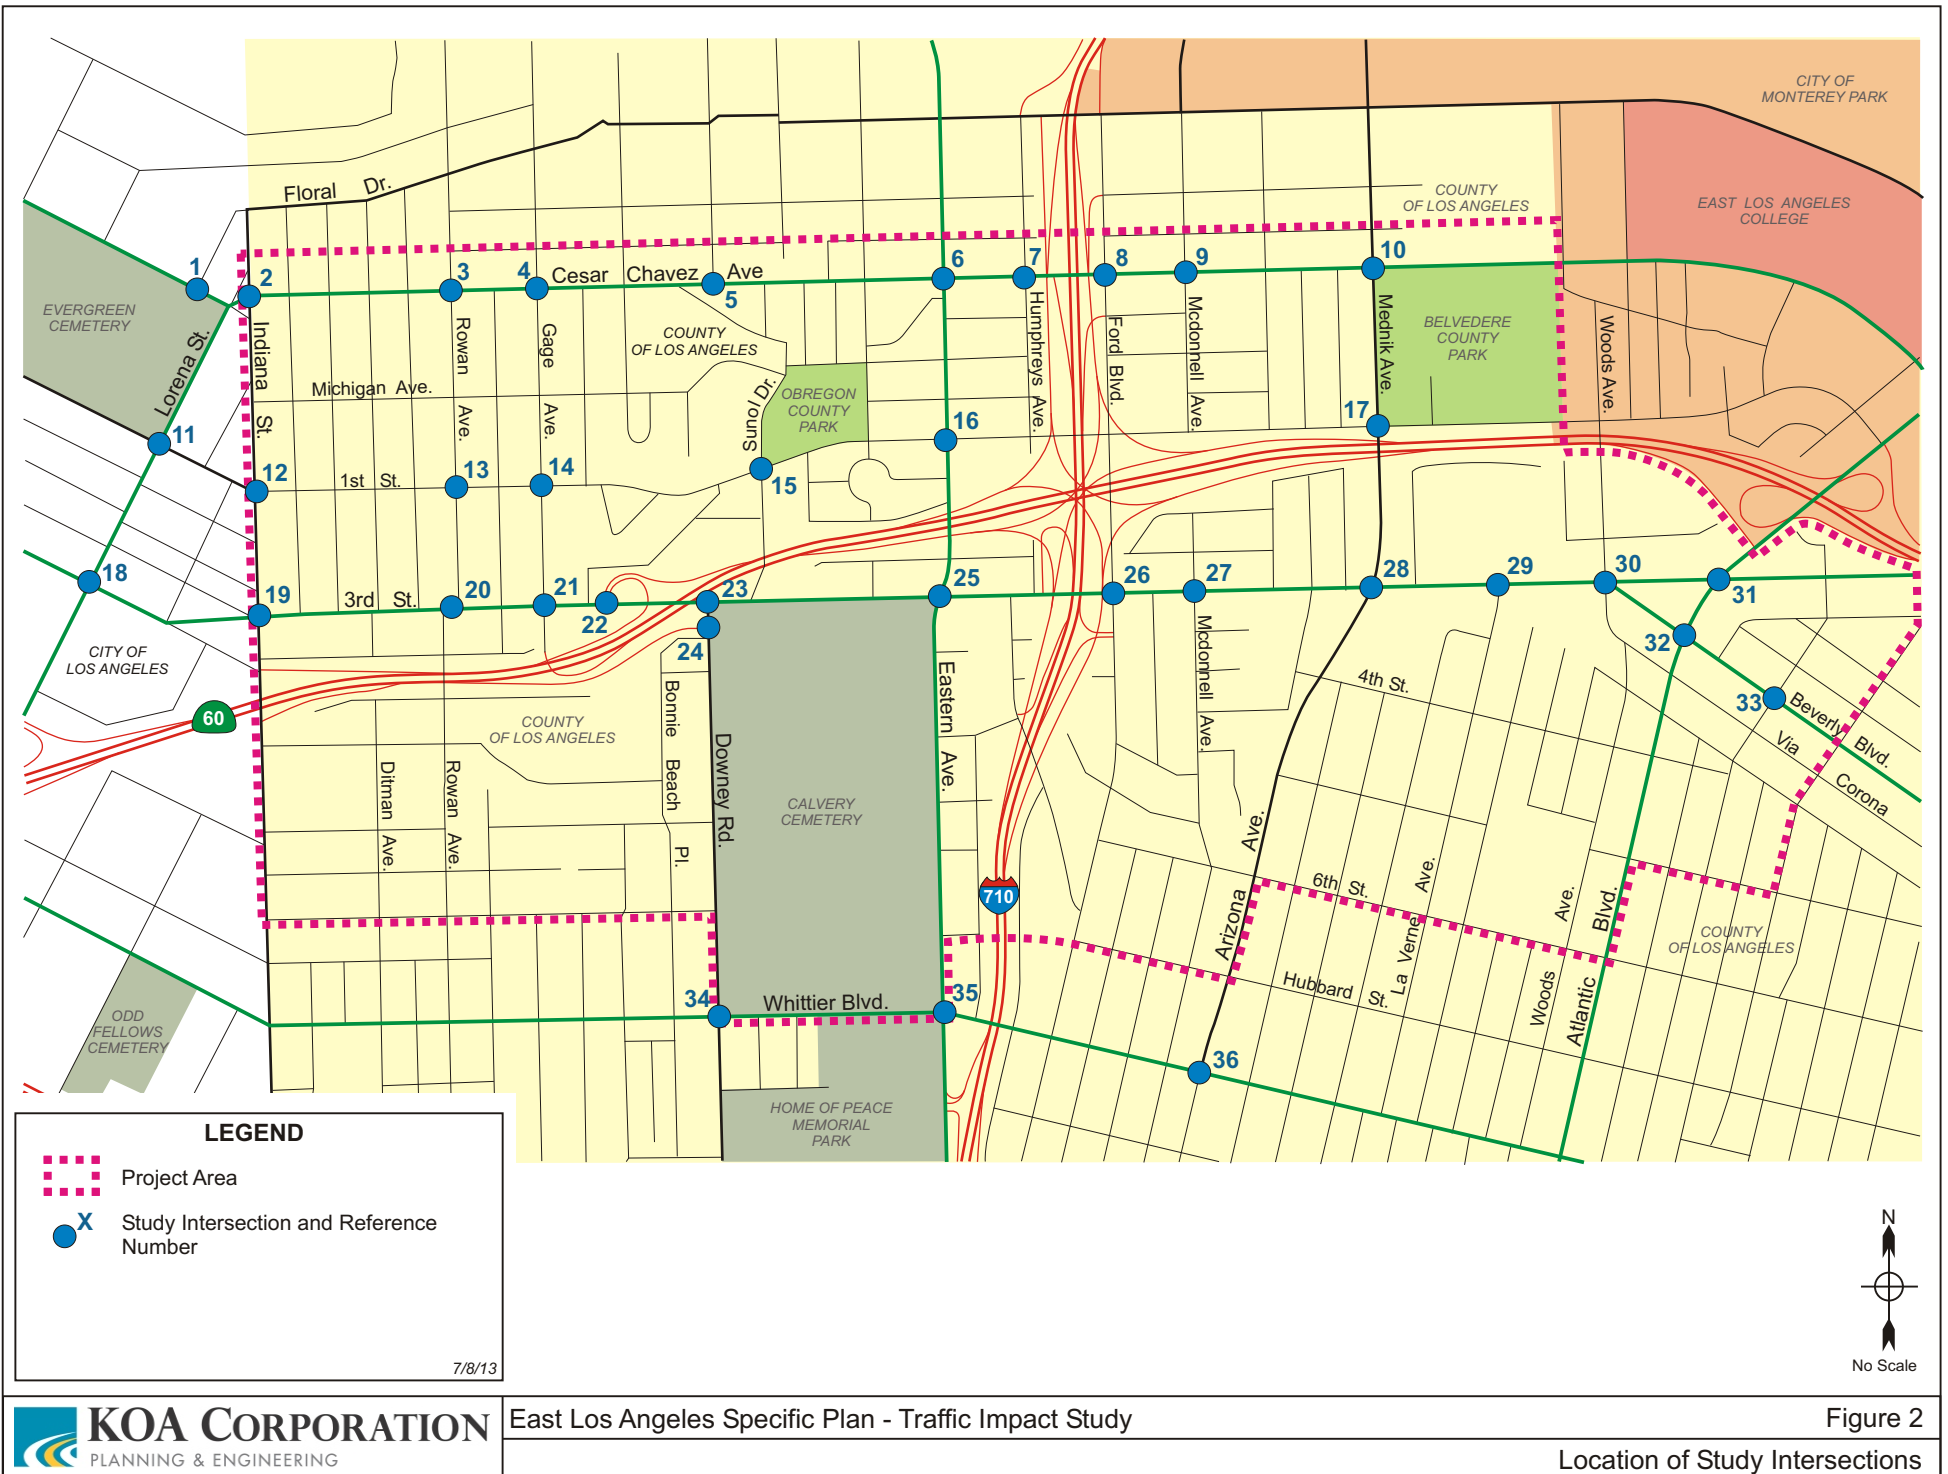 CITY OF
MONTEREY PARK
Floral Dr.
COUNTY
OF LOS ANGELES
EAST LOS ANGELES
COLLEGE
1
2
3
4
Cesar Chavez Ave
5
6
7
8
9
10
EVERGREEN
CEMETERY
Lorena St.
Indiana St.
Rowan Ave.
Gage Ave.
COUNTY
OF LOS ANGELES
Humphreys Ave.
Ford Blvd.
Mcdonnell Ave.
Mednik Ave.
BELVEDERE
COUNTY
PARK
Woods Ave.
Michigan Ave.
Sunol Dr.
OBREGON
COUNTY
PARK
11
12
1st St.
13
14
15
16
17
18
19
3rd St.
20
21
22
23
24
25
26
27
28
29
30
31
32
33
CITY OF
LOS ANGELES
60
COUNTY
OF LOS ANGELES
Bonnie Beach Pl.
Downey Rd.
Eastern Ave.
Mcdonnell Ave.
4th St.
Beverly Blvd.
Via Corona
Ditman Ave.
Rowan Ave.
CALVERY
CEMETERY
710
Arizona Ave.
6th St.
La Verne Ave.
Woods Ave.
Atlantic Blvd.
COUNTY
OF LOS ANGELES
Hubbard St.
34
Whittier Blvd.
35
36
ODD
FELLOWS
CEMETERY
HOME OF PEACE
MEMORIAL
PARK
LEGEND
Project Area
X
Study Intersection and Reference
Number
7/8/13
N
No Scale
KOA CORPORATION
PLANNING & ENGINEERING
East Los Angeles Specific Plan - Traffic Impact Study
Figure 2
Location of Study Intersections